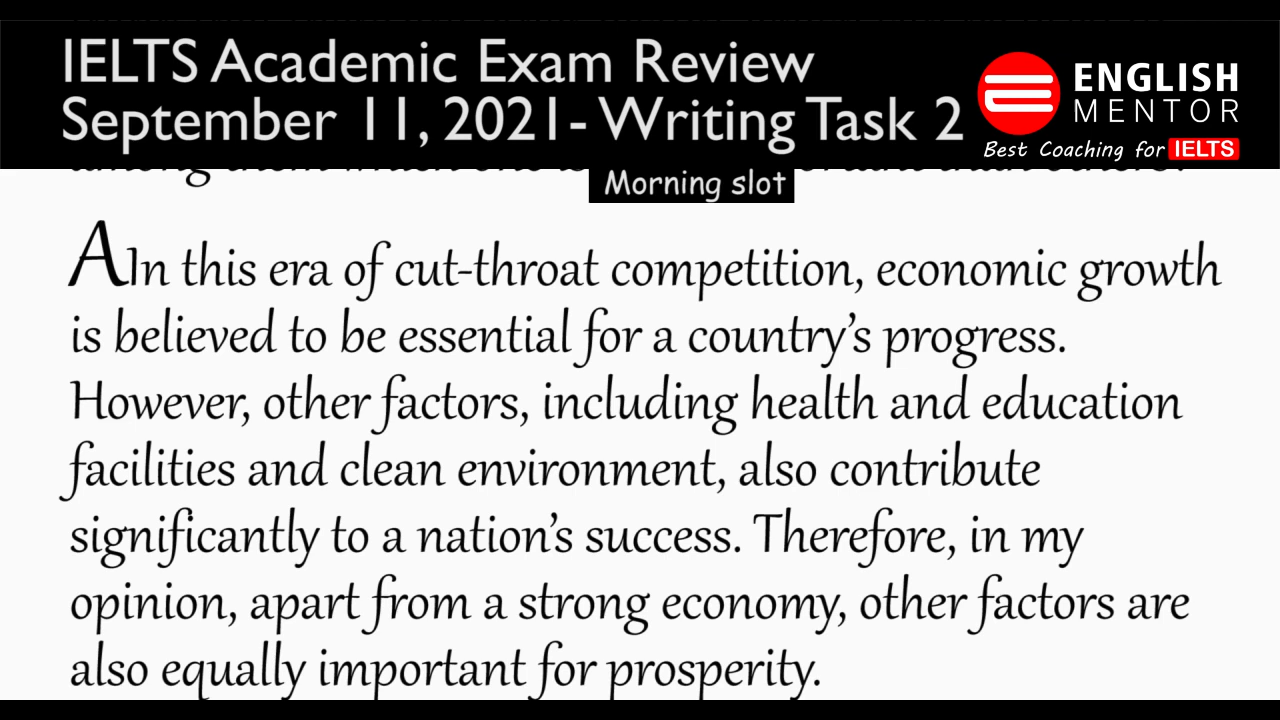 IELTS Academic Exam Review
September 11, 2021- Writing Task 2
ENGLISH
MENTOR
Best Coaching for IELTS
Morning slot
AIn this era of cut-throat competition, economic growth
is believed to be essential for a country's progress.
However, other factors, including health and education
facilities and clean environment, also contribute
significantly to a nation's success. Therefore, in my
opinion, apart from a strong economy, other factors are
also equally important for prosperity.